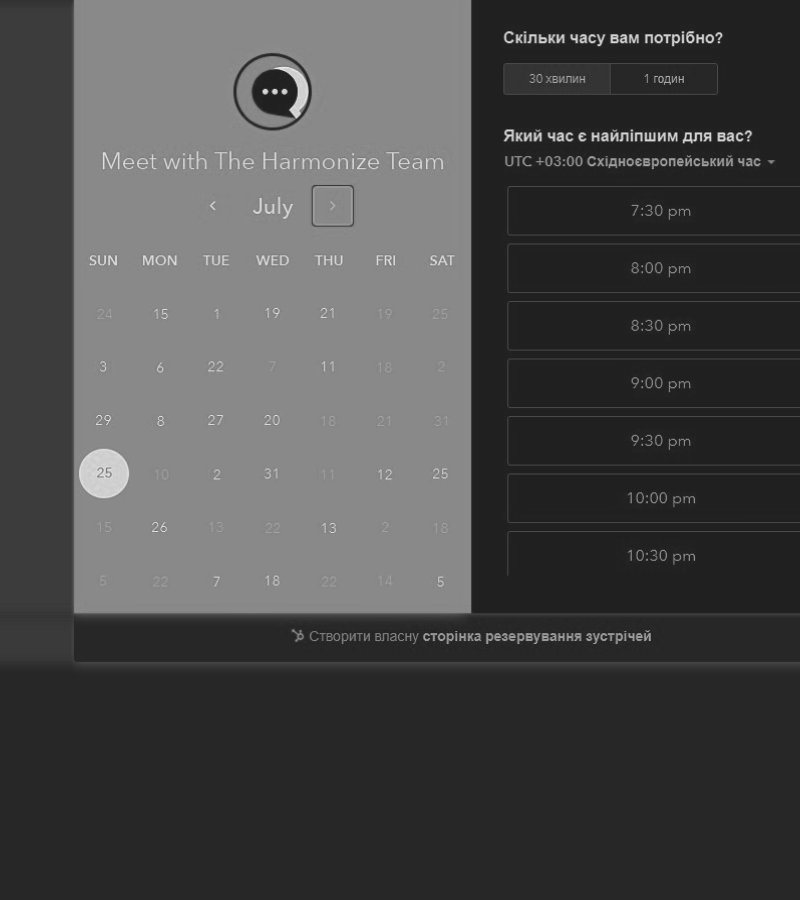 Meet with The Harmonize Team
July
SUN MON TUE WED THU FRI SAT
24 15 1 19 21 19 25
3 6 22 7 11 18 2
29 8 27 20 18 21 31
25 10 2 31 11 12 25
15 26 13 22 13 2 18
5 22 7 18 22 14 5
Скільки часу вам потрібно?
30 хвилин 1 годин
Який час є найліпшим для вас?
UTC +03:00 Східноєвропейський час
7:30 pm
8:00 pm
8:30 pm
9:00 pm
9:30 pm
10:00 pm
10:30 pm
Створити власну сторінка резервування зустрічей